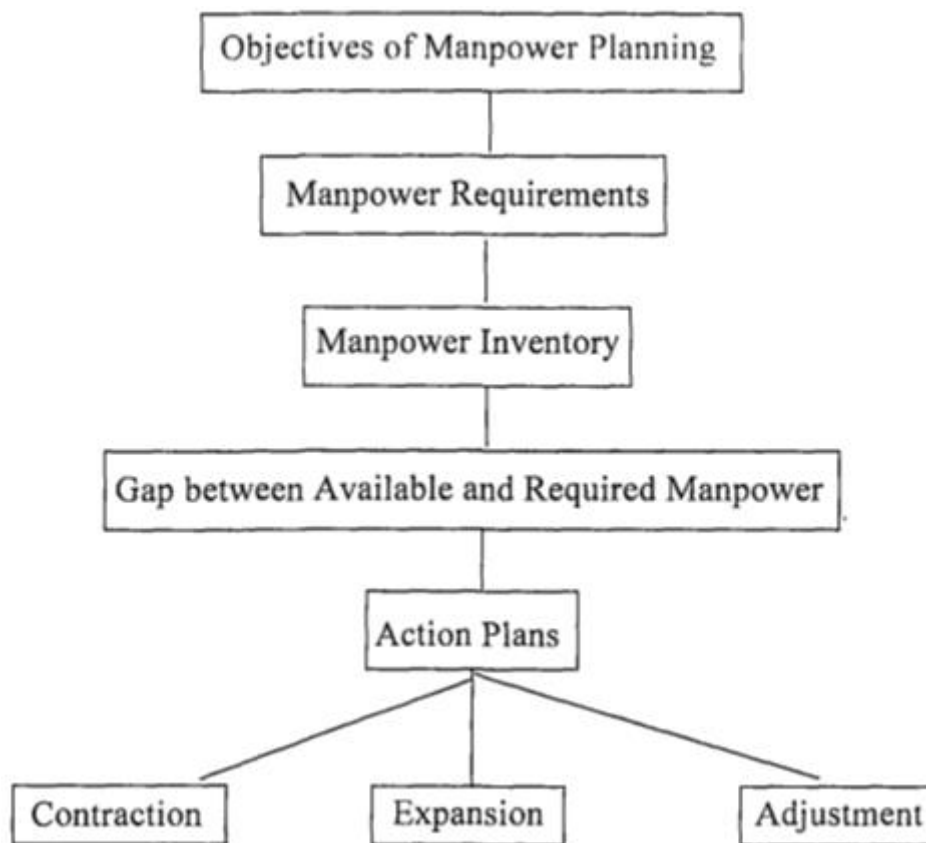 Objectives of Manpower Planning
Manpower Requirements
Manpower Inventory
Gap between Available and Required Manpower
Action Plans
Contraction
Expansion
Adjustment